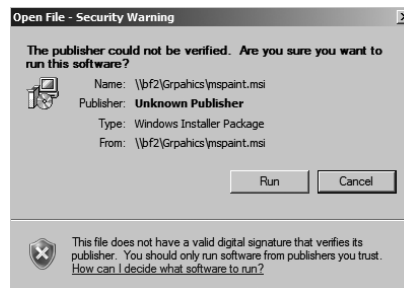 Open File - Security Warning
The publisher could not be verified. Are you sure you want to
run this software?
Name: \\bf2\Grpahics\mspaint.msi
Publisher: Unknown Publisher
Type: Windows Installer Package
From: \\bf2\Grpahics\mspaint.msi
Run Cancel
This file does not have a valid digital signature that verifies its
publisher. You should only run software from publishers you trust.
How can I decide what software to run?